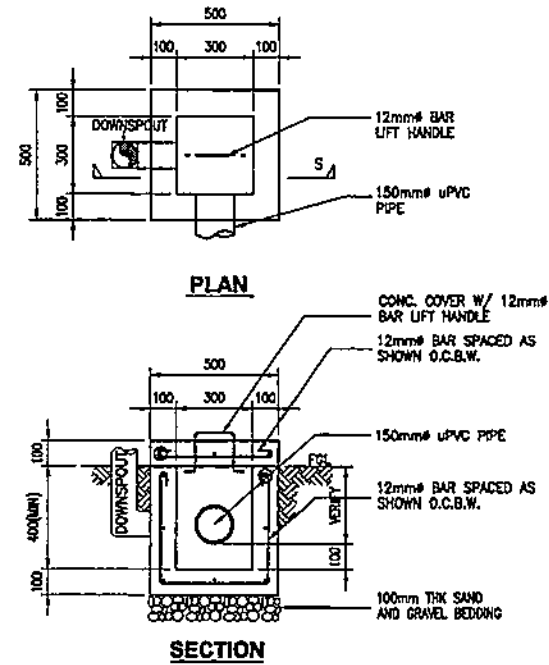 500
100 300 100
100
300
500
100
DOWNSPOUT
12mmø BAR
LIFT HANDLE
S
150mmø uPVC
PIPE
PLAN
CONC. COVER W/ 12mmø
BAR LIFT HANDLE
12mmø BAR SPACED AS
SHOWN O.C.B.W.
500
100 300 100
150mmø uPVC PIPE
100
FGL
DOWNSPOUT
400(MIN)
VERIFY
12mmø BAR SPACED AS
SHOWN O.C.B.W.
100
100
100mm THK SAND
AND GRAVEL BEDDING
SECTION